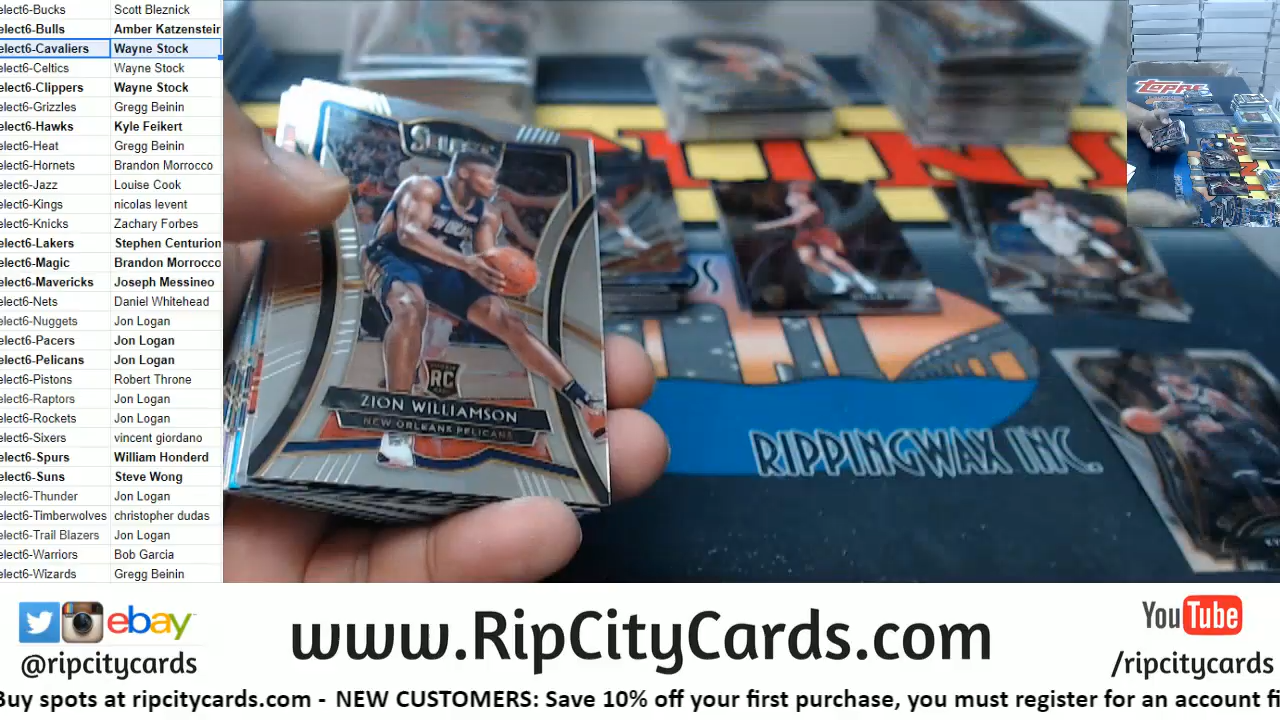 elect6-Bucks Scott Bleznick
elect6-Bulls Amber Katzenstein
elect6-Cavaliers Wayne Stock
elect6-Celtics Wayne Stock
elect6-Clippers Wayne Stock
elect6-Grizzles Gregg Beinin
elect6-Hawks Kyle Feikert
elect6-Heat Gregg Beinin
elect6-Hornets Brandon Morrocco
elect6-Jazz Louise Cook
elect6-Kings nicolas levent
elect6-Knicks Zachary Forbes
elect6-Lakers Stephen Centurion
elect6-Magic Brandon Morrocco
elect6-Mavericks Joseph Messineo
elect6-Nets Daniel Whitehead
elect6-Nuggets Jon Logan
elect6-Pacers Jon Logan
elect6-Pelicans Jon Logan
elect6-Pistons Robert Throne
elect6-Raptors Jon Logan
elect6-Rockets Jon Logan
elect6-Sixers vincent giordano
elect6-Spurs William Honderd
elect6-Suns Steve Wong
elect6-Thunder Jon Logan
elect6-Timberwolves christopher dudas
elect6-Trail Blazers Jon Logan
elect6-Warriors Bob Garcia
elect6-Wizards Gregg Beinin
Select
RC
ZION WILLIAMSON
NEW ORLEANS PELICANS
RIPPINGWAX INC.
TOPPS
ebay
@ripcitycards
www.RipCityCards.com
YouTube
/ripcitycards
Buy spots at ripcitycards.com - NEW CUSTOMERS: Save 10% off your first purchase, you must register for an account fi